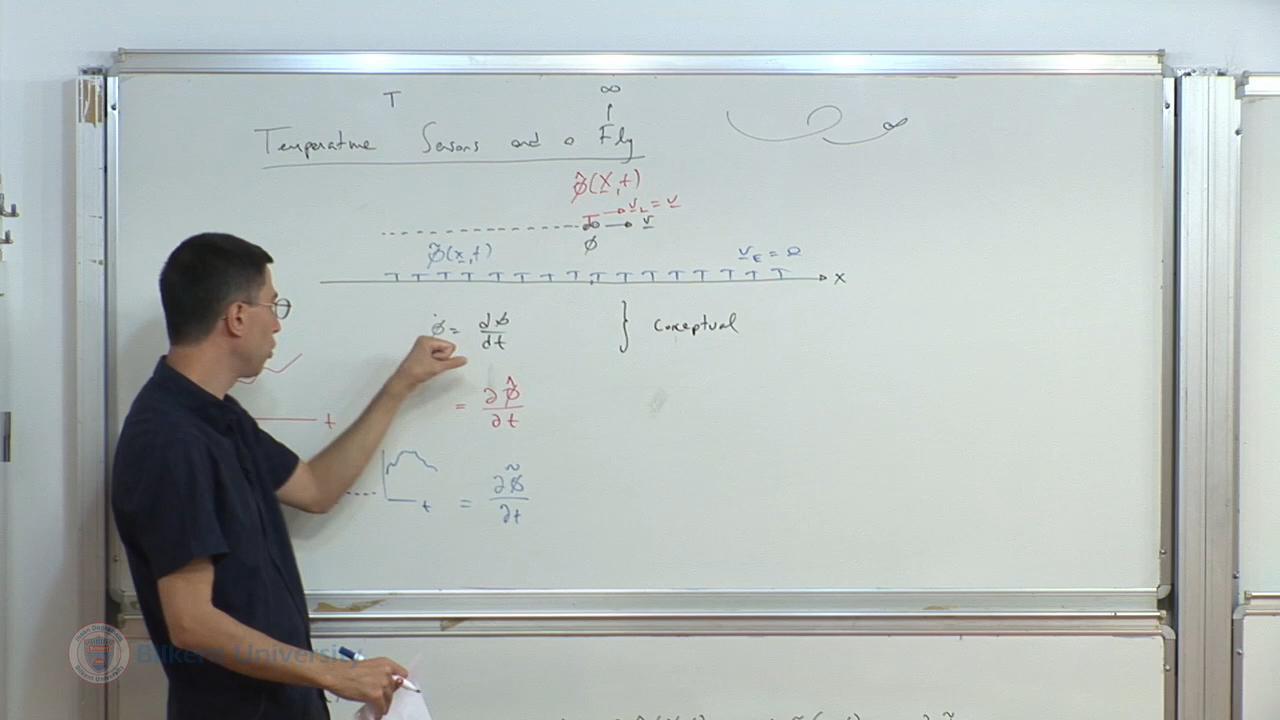 T
∞
Temperature Sensors and a Fly
∞
φ̂(X,t)
v_L = v
v
φ
φ̃(x,t)
v_E = 0
x
φ̇ = dφ/dt
} Conceptual
= ∂φ̂/∂t
t
= ∂φ̃/∂t
t
Bilkent University